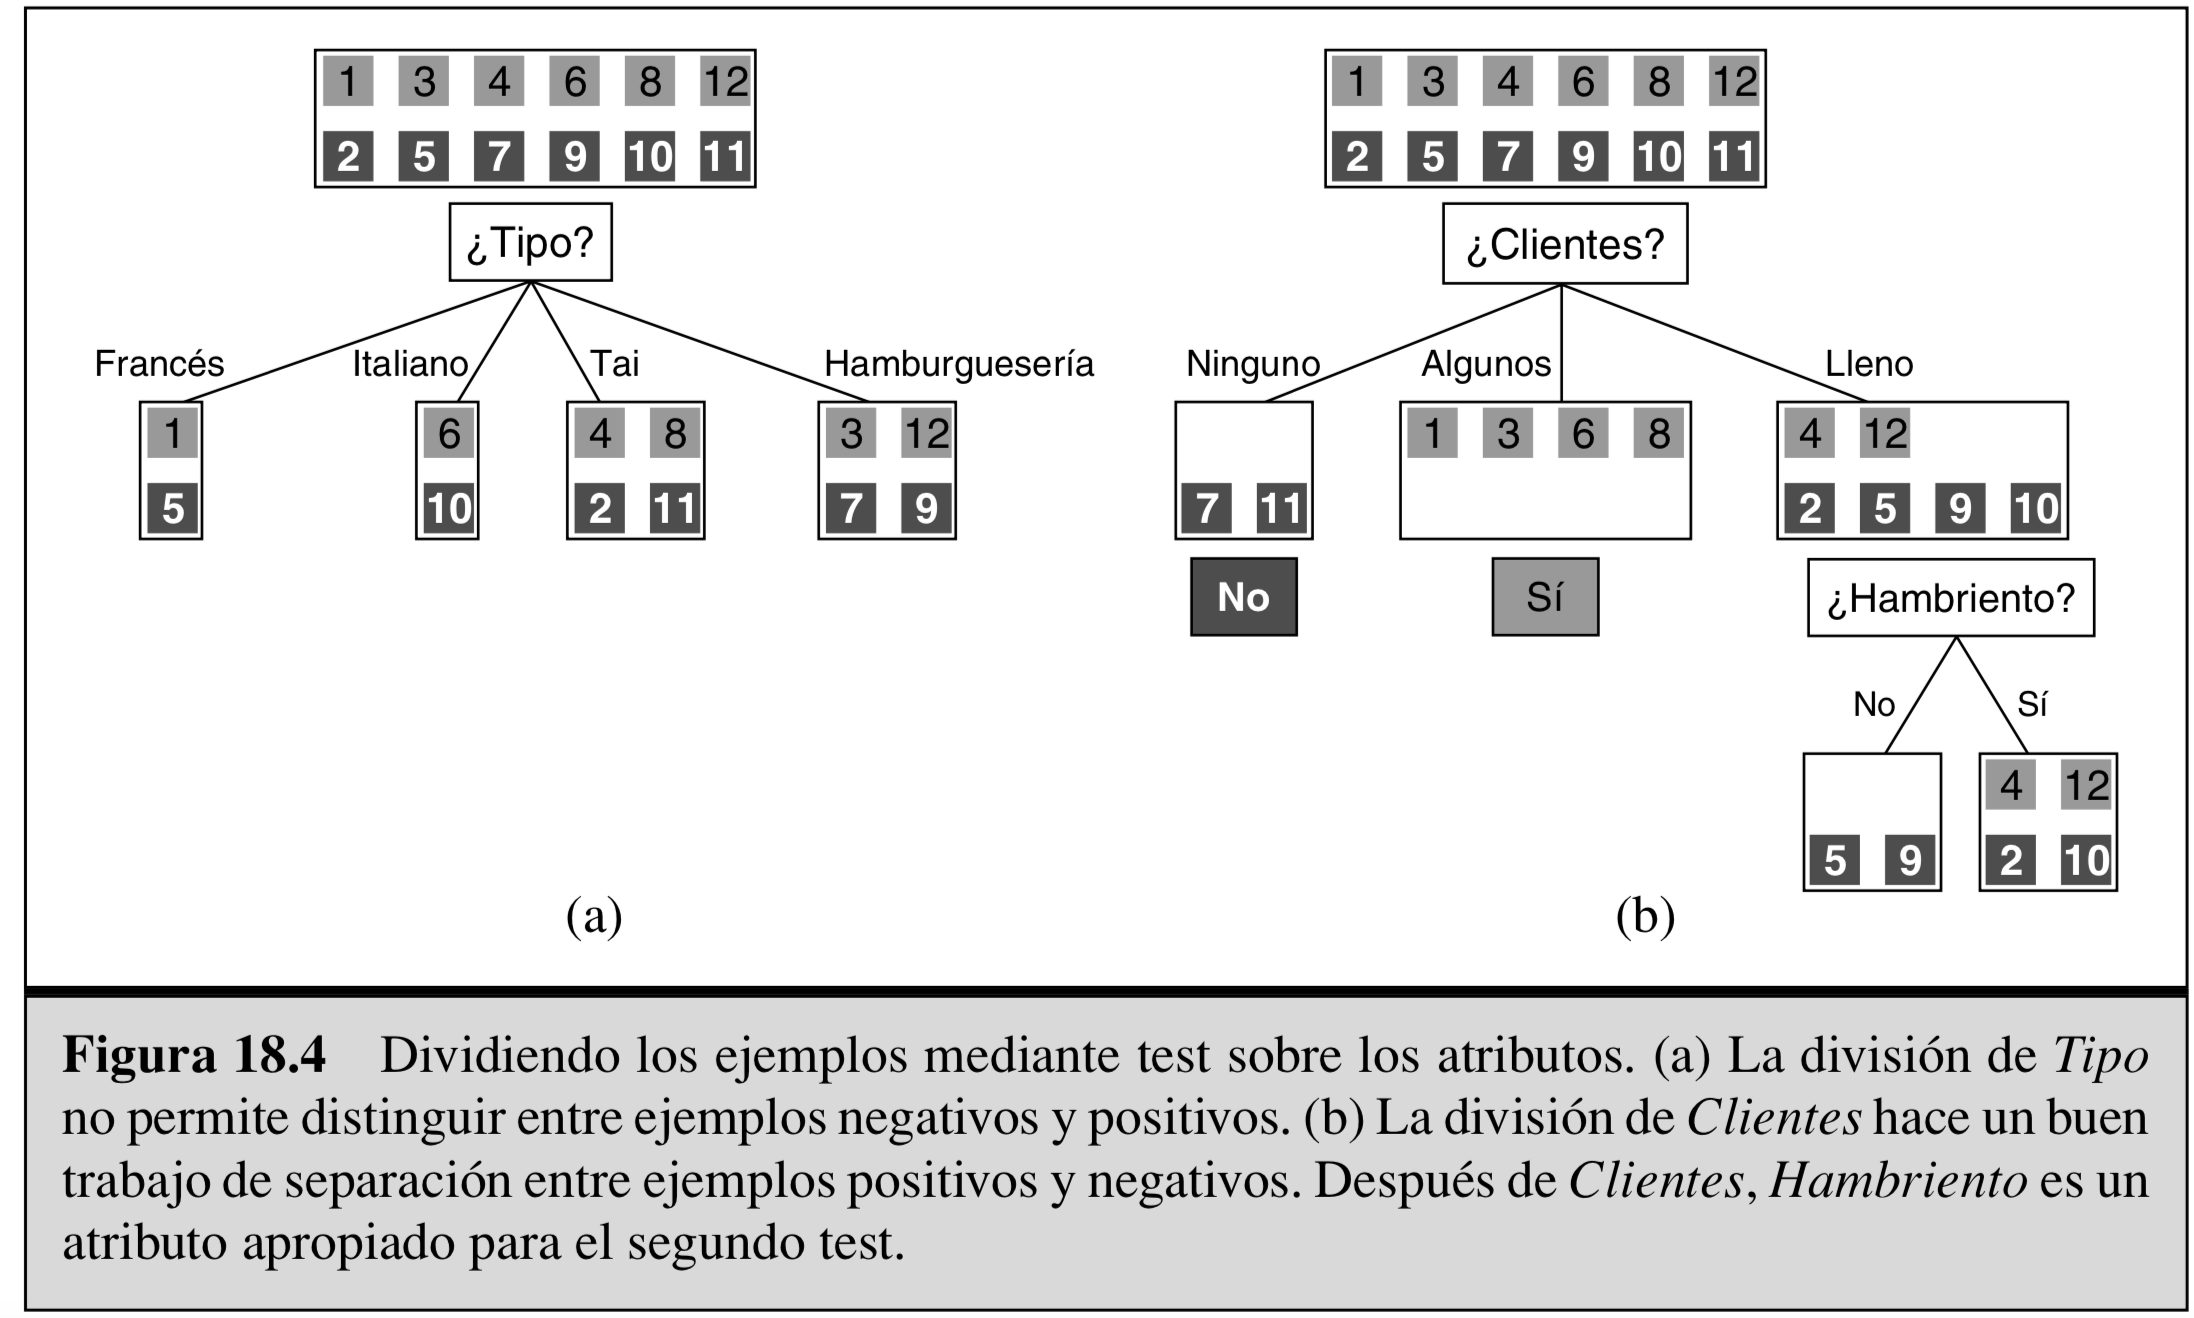 1 3 4 6 8 12
2 5 7 9 10 11
¿Tipo?
Francés Italiano Tai Hamburguesería
1 6 4 8 3 12
5 10 2 11 7 9
(a)
1 3 4 6 8 12
2 5 7 9 10 11
¿Clientes?
Ninguno Algunos Lleno
1 3 6 8 4 12
7 11 2 5 9 10
No Sí ¿Hambriento?
No Sí
4 12
5 9 2 10
(b)
Figura 18.4 Dividiendo los ejemplos mediante test sobre los atributos. (a) La división de Tipo
no permite distinguir entre ejemplos negativos y positivos. (b) La división de Clientes hace un buen
trabajo de separación entre ejemplos positivos y negativos. Después de Clientes, Hambriento es un
atributo apropiado para el segundo test.